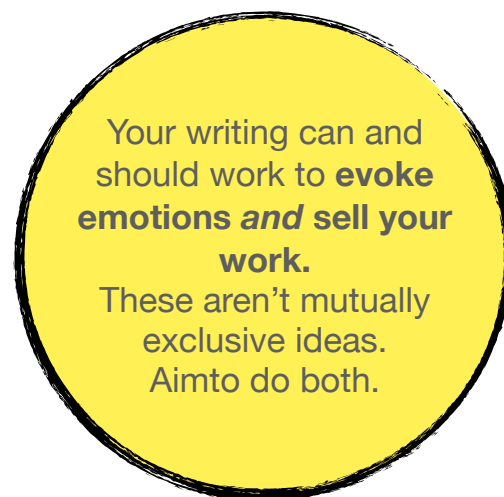 Your writing can and
should work to evoke
emotions and sell your
work.
These aren’t mutually
exclusive ideas.
Aimto do both.